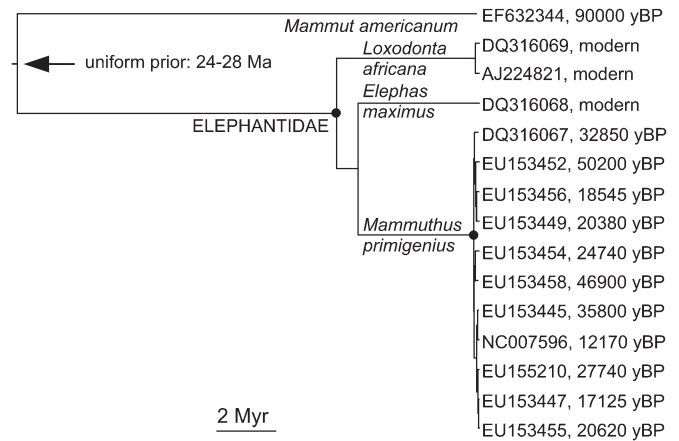 EF632344, 90000 yBP
Mammut americanum
DQ316069, modern
Loxodonta
africana
uniform prior: 24-28 Ma
AJ224821, modern
Elephas
maximus
DQ316068, modern
ELEPHANTIDAE
DQ316067, 32850 yBP
EU153452, 50200 yBP
EU153456, 18545 yBP
EU153449, 20380 yBP
Mammuthus
primigenius
EU153454, 24740 yBP
EU153458, 46900 yBP
EU153445, 35800 yBP
NC007596, 12170 yBP
EU155210, 27740 yBP
EU153447, 17125 yBP
EU153455, 20620 yBP
2 Myr